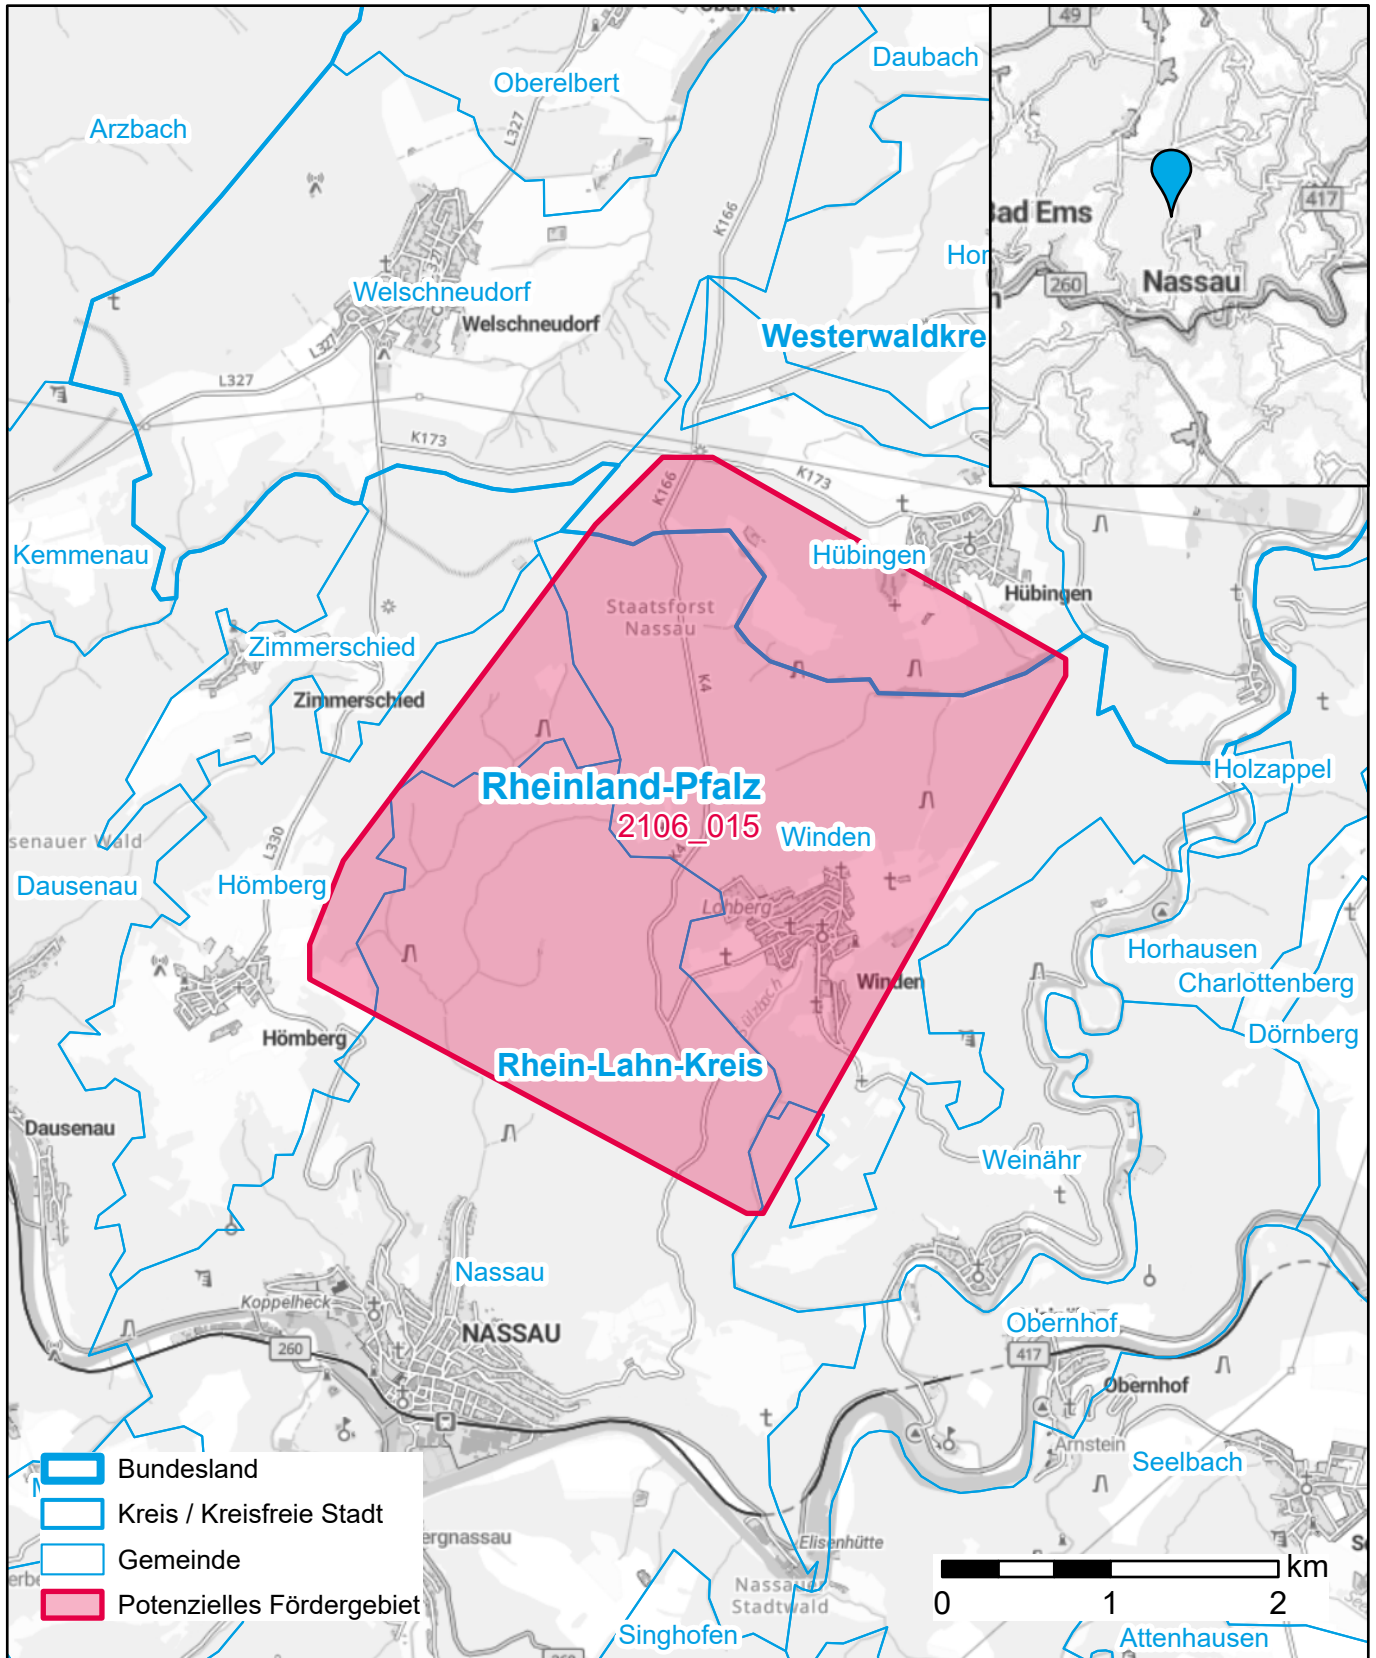 Oberelbert
Daubach
Arzbach
L327
K166
49
417
Bad Ems
260
Nassau
Hor
Welschneudorf
Welschneudorf
Westerwaldkre
L327
L327
K173
K166
K173
Kemmenau
Hübingen
Hübingen
Staatsforst
Nassau
Zimmerschied
Zimmerschied
K4
Rheinland-Pfalz
2106_015
Winden
Holzappel
senauer Wald
L330
K4
Dausenau
Hömberg
Lohberg
Horhausen
Charlottenberg
Winden
Dörnberg
Hömberg
Rhein-Lahn-Kreis
Dausenau
Weinähr
Nassau
Koppelheck
NASSAU
260
Obernhof
417
Obernhof
Arnstein
Seelbach
Bundesland
Kreis / Kreisfreie Stadt
Gemeinde
Potenzielles Fördergebiet
ergnassau
Elisenhütte
Nassauer
Stadtwald
Singhofen
Attenhausen
km
0 1 2